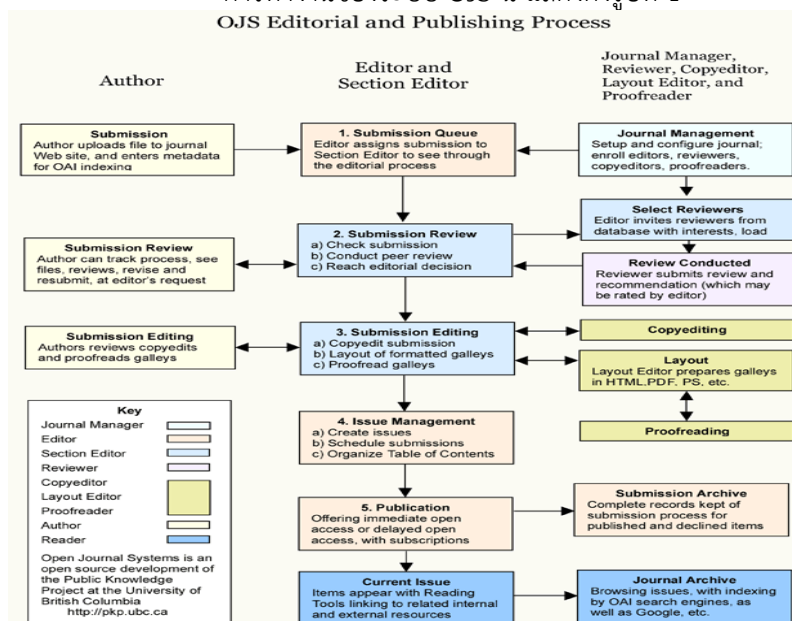 OJS Editorial and Publishing Process
Author
Editor and
Section Editor
Journal Manager,
Reviewer, Copyeditor,
Layout Editor, and
Proofreader
Submission
Author uploads file to journal
Web site, and enters metadata
for OAI indexing
1. Submission Queue
Editor assigns submission to
Section Editor to see through
the editorial process
Journal Management
Setup and configure journal;
enroll editors, reviewers,
copyeditors, proofreaders.
Select Reviewers
Editor invites reviewers from
database with interests, load
2. Submission Review
a) Check submission
b) Conduct peer review
c) Reach editorial decision
Submission Review
Author can track process, see
files, reviews, revise and
resubmit, at editor's request
Review Conducted
Reviewer submits review and
recommendation (which may
be rated by editor)
Submission Editing
Authors reviews copyedits
and proofreads galleys
3. Submission Editing
a) Copyedit submission
b) Layout of formatted galleys
c) Proofread galleys
Copyediting
Layout
Layout Editor prepares galleys
in HTML,PDF, PS, etc.
Proofreading
4. Issue Management
a) Create issues
b) Schedule submissions
c) Organize Table of Contents
5. Publication
Offering immediate open
access or delayed open
access, with subscriptions
Submission Archive
Complete records kept of
submission process for
published and declined items
Current Issue
Items appear with Reading
Tools linking to related internal
and external resources
Journal Archive
Browsing issues, with indexing
by OAI search engines, as
well as Google, etc.
Key
Journal Manager
Editor
Section Editor
Reviewer
Copyeditor
Layout Editor
Proofreader
Author
Reader
Open Journal Systems is an
open source development of
the Public Knowledge
Project at the University of
British Columbia
http://pkp.ubc.ca